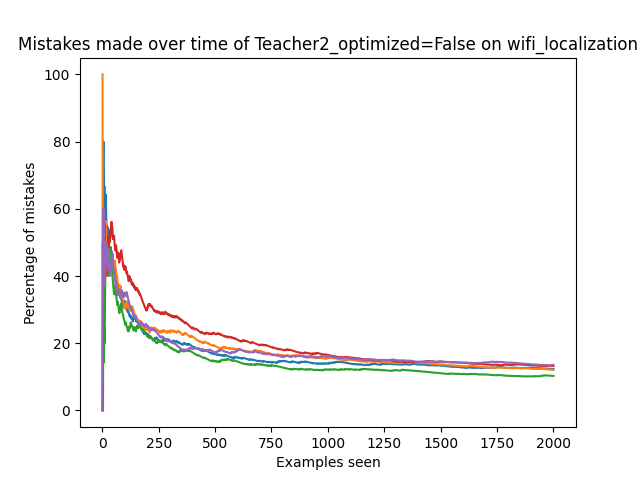 Mistakes made over time of Teacher2_optimized=False on wifi_localization
Percentage of mistakes
100
80
60
40
20
0
0 250 500 750 1000 1250 1500 1750 2000
Examples seen